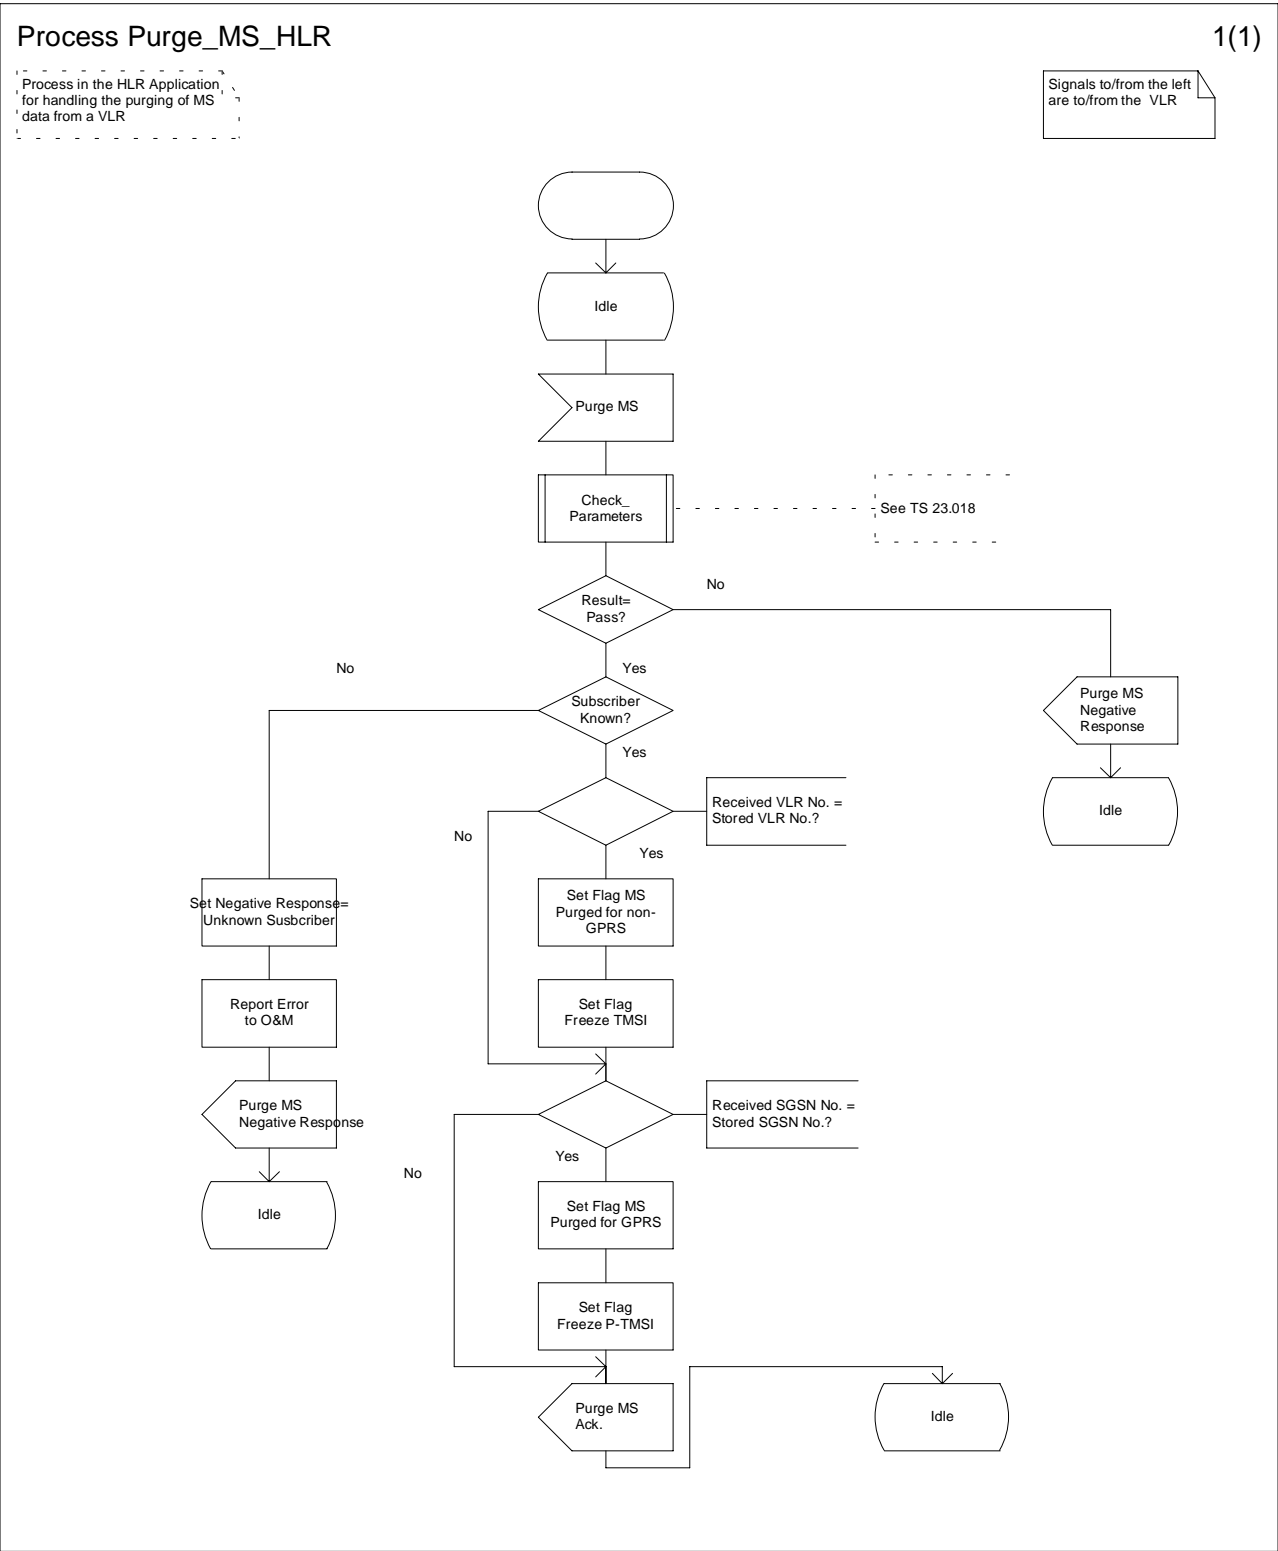 Process Purge_MS_HLR
1(1)
Process in the HLR Application
for handling the purging of MS
data from a VLR
Signals to/from the left
are to/from the VLR
Idle
Purge MS
Check_
Parameters
See TS 23.018
Result=
Pass?
No
Yes
No
Subscriber
Known?
Yes
Purge MS
Negative
Response
Idle
Received VLR No. =
Stored VLR No.?
No
Yes
Set Negative Response=
Unknown Susbcriber
Set Flag MS
Purged for non-
GPRS
Report Error
to O&M
Set Flag
Freeze TMSI
Purge MS
Negative Response
Received SGSN No. =
Stored SGSN No.?
Yes
No
Idle
Set Flag MS
Purged for GPRS
Set Flag
Freeze P-TMSI
Purge MS
Ack.
Idle